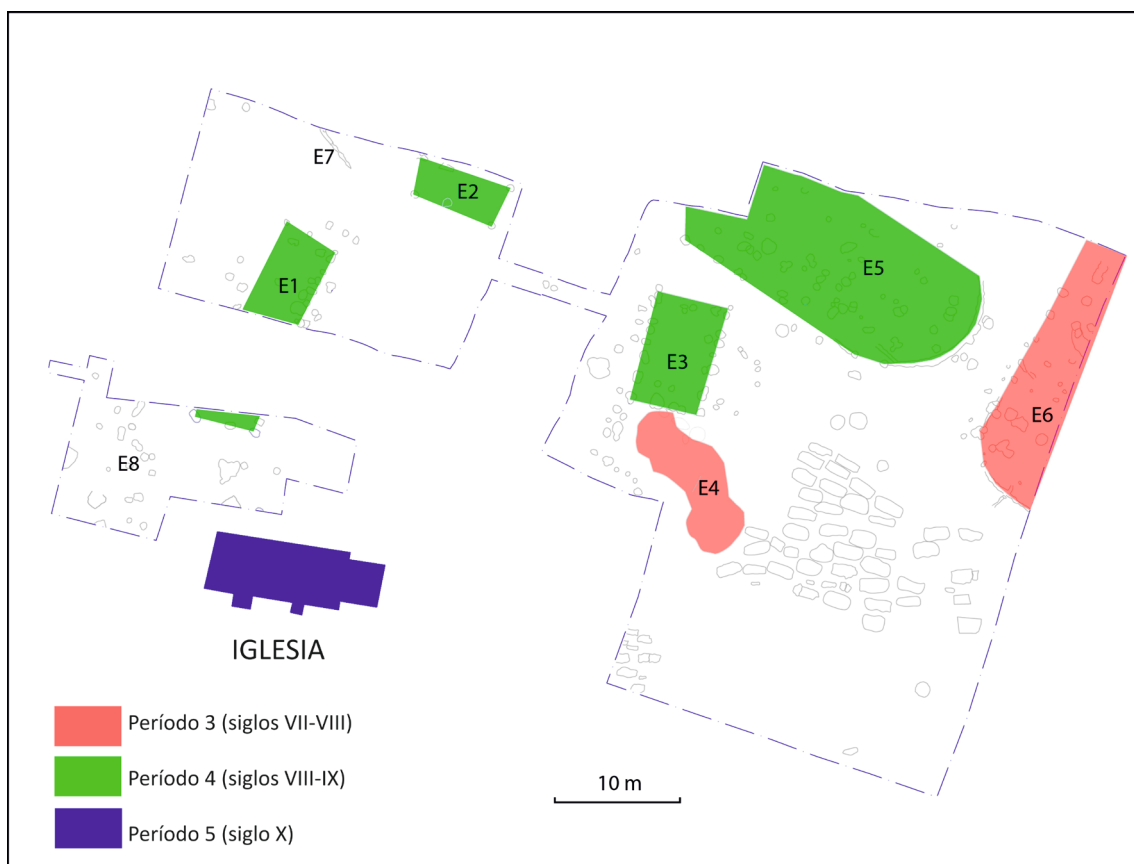 E7
E2
E1
E5
E3
E6
E8
E4
IGLESIA
Período 3 (siglos VII-VIII)
Período 4 (siglos VIII-IX)
Período 5 (siglo X)
10 m